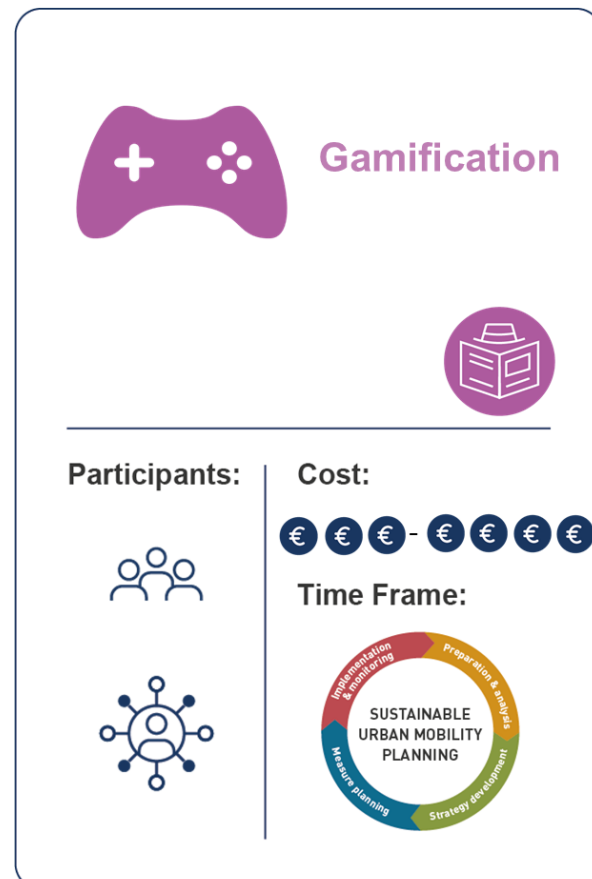 Gamification
Participants:
Cost:
€ € € - € € € €
Time Frame:
Implementation
& monitoring
Preparation & analysis
SUSTAINABLE
URBAN MOBILITY
PLANNING
Measure planning
Strategy development